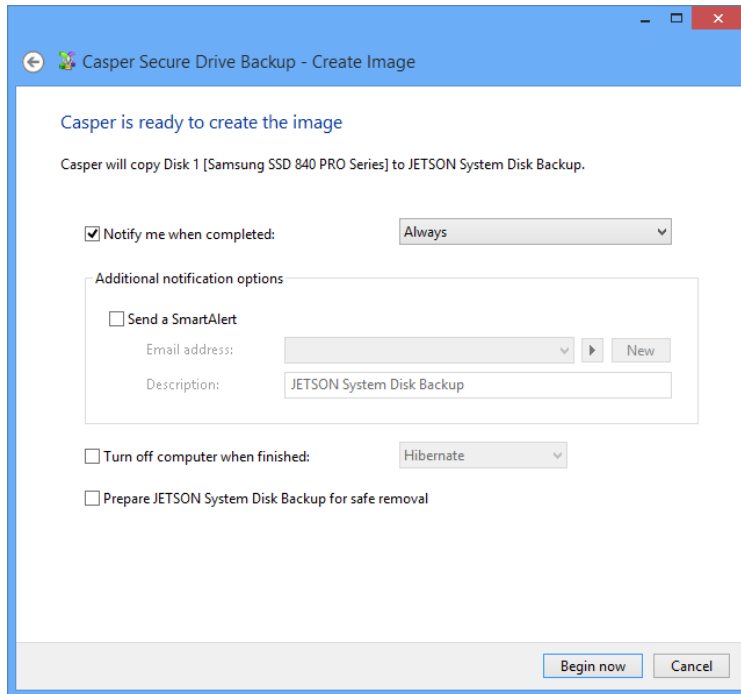 Casper Secure Drive Backup - Create Image
Casper is ready to create the image
Casper will copy Disk 1 [Samsung SSD 840 PRO Series] to JETSON System Disk Backup.
Notify me when completed: Always
Additional notification options
Send a SmartAlert
Email address: New
Description: JETSON System Disk Backup
Turn off computer when finished: Hibernate
Prepare JETSON System Disk Backup for safe removal
Begin now Cancel